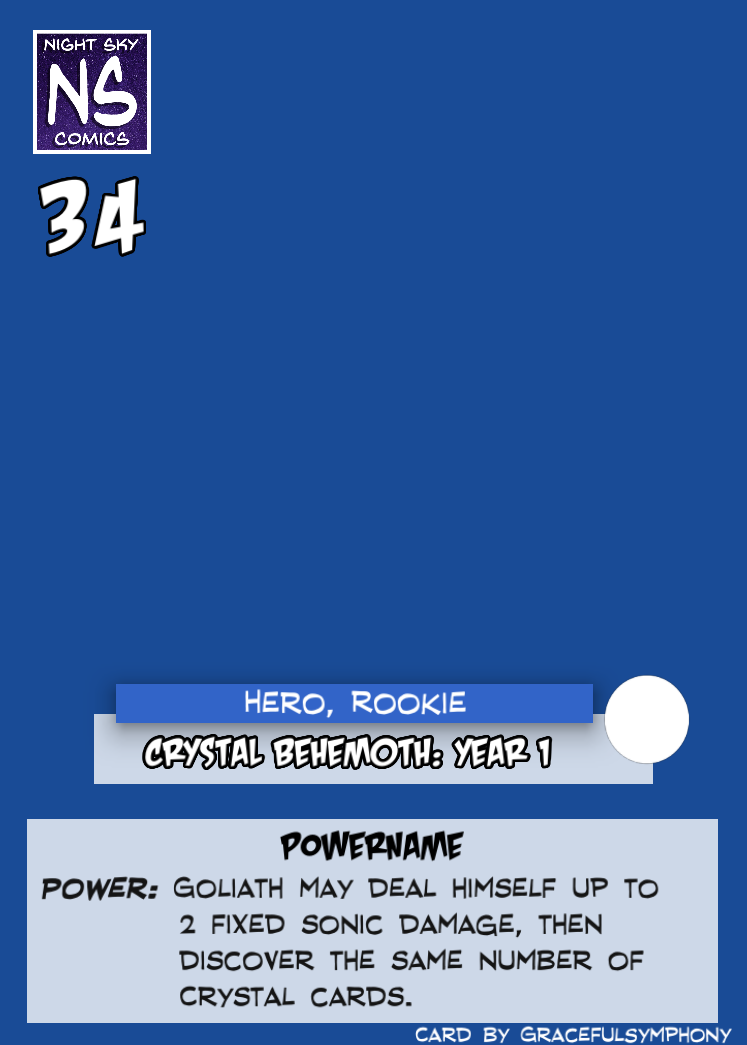 NIGHT SKY
NS
COMICS
34
HERO, ROOKIE
CRYSTAL BEHEMOTH: YEAR 1
POWERNAME
POWER: GOLIATH MAY DEAL HIMSELF UP TO
2 FIXED SONIC DAMAGE, THEN
DISCOVER THE SAME NUMBER OF
CRYSTAL CARDS.
CARD BY GRACEFULSYMPHONY